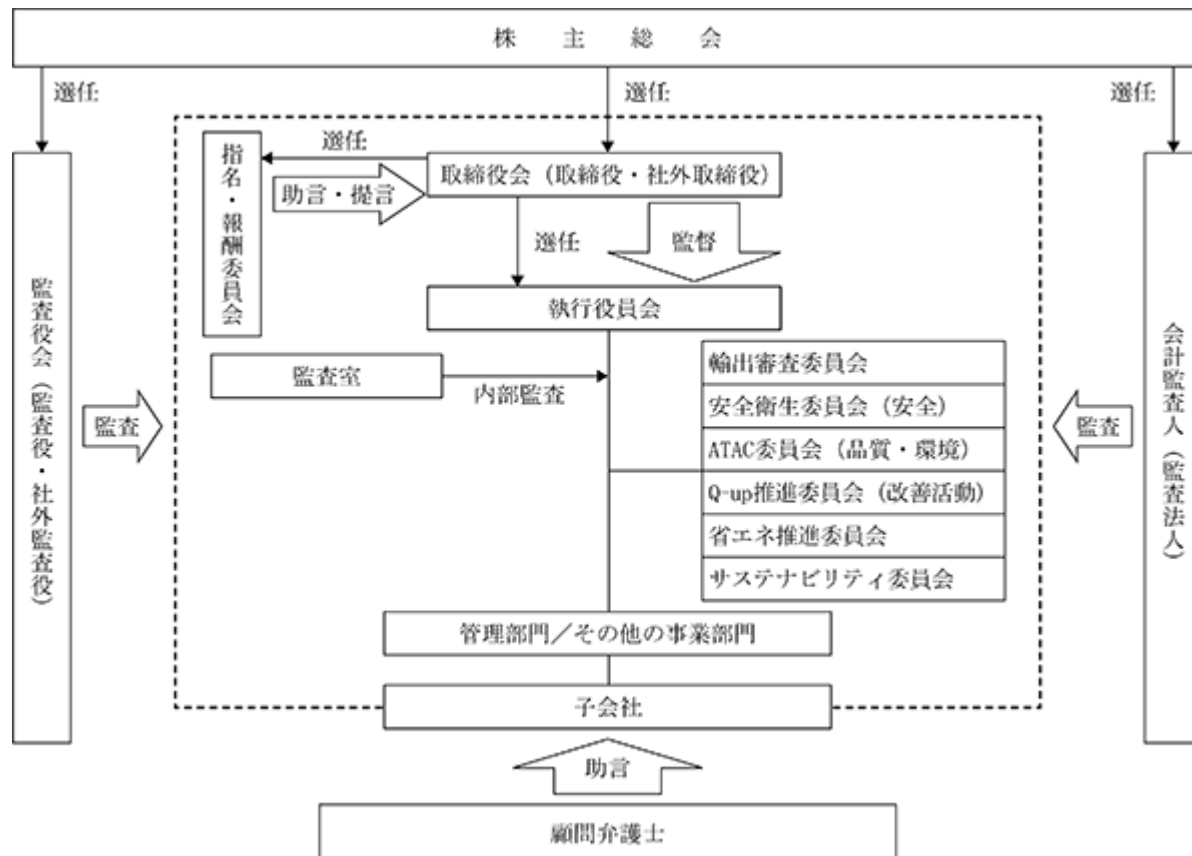 株主総会
選任
選任
選任
指名・報酬委員会
選任
助言・提言
取締役会（取締役・社外取締役）
選任
監督
執行役員会
監査役会（監査役・社外監査役）
監査
監査室
内部監査
輸出審査委員会
安全衛生委員会（安全）
ATAC委員会（品質・環境）
Q-up推進委員会（改善活動）
省エネ推進委員会
サステナビリティ委員会
監査
会計監査人（監査法人）
管理部門／その他の事業部門
子会社
助言
顧問弁護士